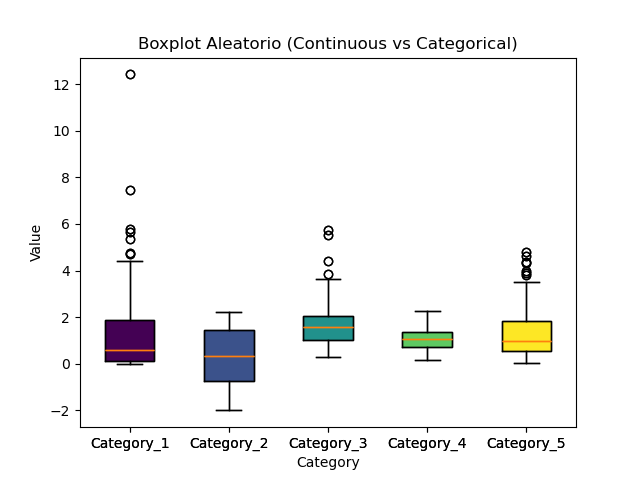 Boxplot Aleatorio (Continuous vs Categorical)
12
10
8
6
4
2
0
−2
Value
Category_1 Category_2 Category_3 Category_4 Category_5
Category